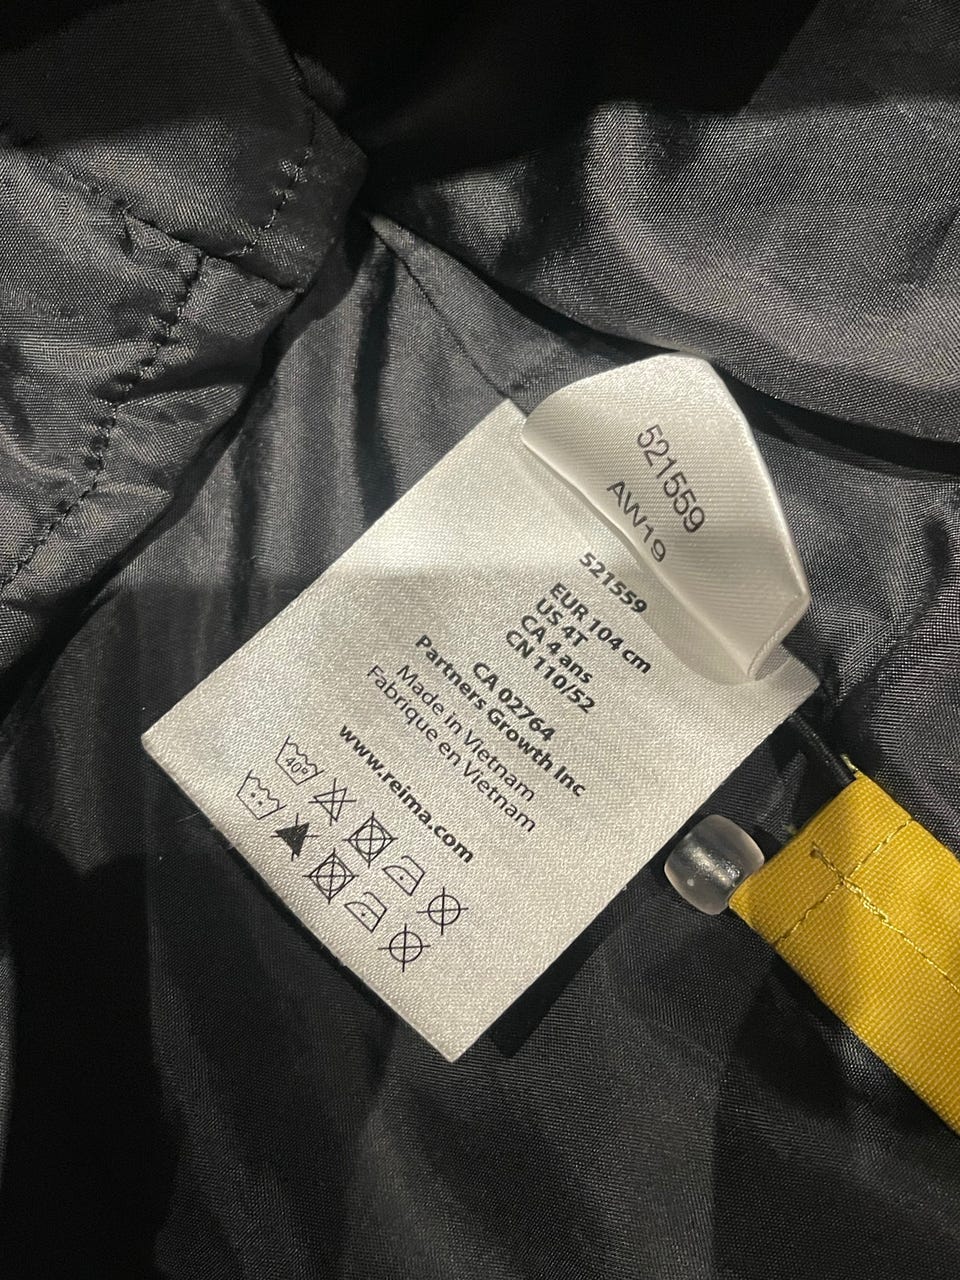 521559
AW19
521559
EUR 104 cm
US 4T
CA 4 ans
CN 110/52
CA 02764
Partners Growth Inc
Made in Vietnam
Fabrique en Vietnam
www.reima.com
40°